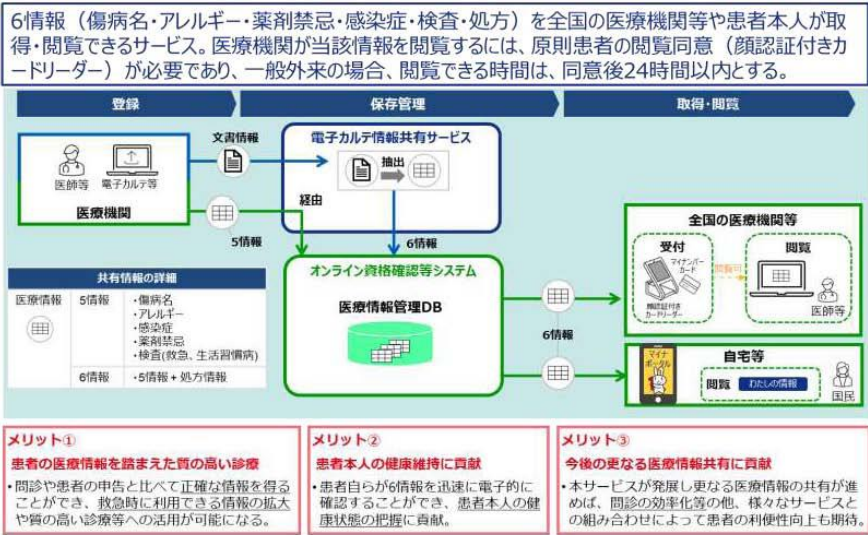 6情報（傷病名・アレルギー・薬剤禁忌・感染症・検査・処方）を全国の医療機関等や患者本人が取
得・閲覧できるサービス。医療機関が当該情報を閲覧するには、原則患者の閲覧同意（顔認証付きカ
ードリーダー）が必要であり、一般外来の場合、閲覧できる時間は、同意後24時間以内とする。
登録
保存管理
取得・閲覧
医師等
電子カルテ等
医療機関
文書情報
5情報
電子カルテ情報共有サービス
抽出
経由
6情報
オンライン資格確認等システム
医療情報管理DB
6情報
全国の医療機関等
受付
マイナンバー
カード
顔認証付き
カードリーダー
閲覧可
閲覧
医師等
自宅等
マイナ
ポータル
閲覧
わたしの情報
国民
共有情報の詳細
医療情報
5情報
・傷病名
・アレルギー
・感染症
・薬剤禁忌
・検査(救急、生活習慣病)
6情報
・5情報＋処方情報
メリット①
患者の医療情報を踏まえた質の高い診療
・問診や患者の申告と比べて正確な情報を得る
ことができ、救急時に利用できる情報の拡大
や質の高い診療等への活用が可能になる。
メリット②
患者本人の健康維持に貢献
・患者自らが6情報を迅速に電子的に
確認することができ、患者本人の健
康状態の把握に貢献。
メリット③
今後の更なる医療情報共有に貢献
・本サービスが発展し更なる医療情報の共有が進
めば、問診の効率化等の他、様々なサービスと
の組み合わせによって患者の利便性向上も期待。